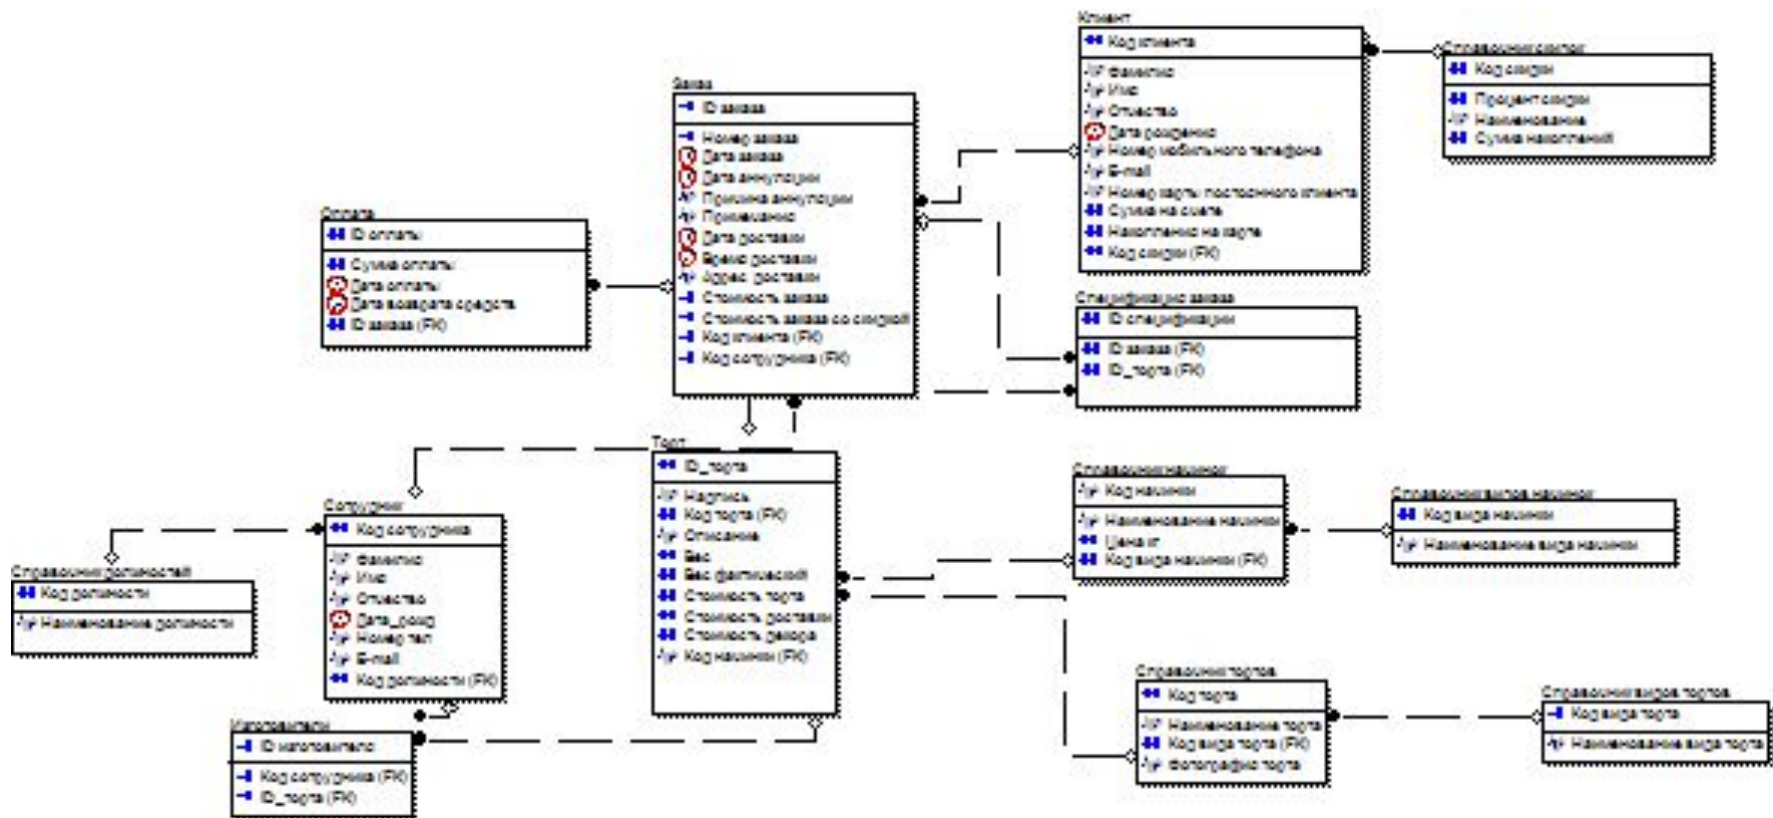 Клиент
Код клиента
Фамилия
Имя
Отчество
Дата рождения
Номер мобильного телефона
E-mail
Номер карты постоянного клиента
Сумма на счете
Накопления на карте
Код скидки (FK)
Справочник скидок
Код скидки
Процент скидки
Наименование
Сумма накоплений
Заказ
ID заказа
Номер заказа
Дата заказа
Дата аннуляции
Причина аннуляции
Примечание
Дата доставки
Время доставки
Адрес доставки
Стоимость заказа
Стоимость заказа со скидкой
Код клиента (FK)
Код сотрудника (FK)
Оплата
ID оплаты
Сумма оплаты
Дата оплаты
Дата возврата средств
ID заказа (FK)
Спецификация заказа
ID спецификации
ID заказа (FK)
ID_торта (FK)
Торт
ID_торта
Надпись
Код торта (FK)
Описание
Вес
Вес фактический
Стоимость торта
Стоимость доставки
Стоимость декора
Код начинки (FK)
Справочник начинок
Код начинки
Наименование начинки
Цена кг
Код вида начинки (FK)
Справочник видов начинок
Код вида начинки
Наименование вида начинки
Сотрудник
Код сотрудника
Фамилия
Имя
Отчество
Дата_рожд
Номер тел
E-mail
Код должности (FK)
Справочник должностей
Код должности
Наименование должности
Изготовители
ID изготовителя
Код сотрудника (FK)
ID_торта (FK)
Справочник тортов
Код торта
Наименование торта
Код вида торта (FK)
Фотография торта
Справочник видов тортов
Код вида торта
Наименование вида торта